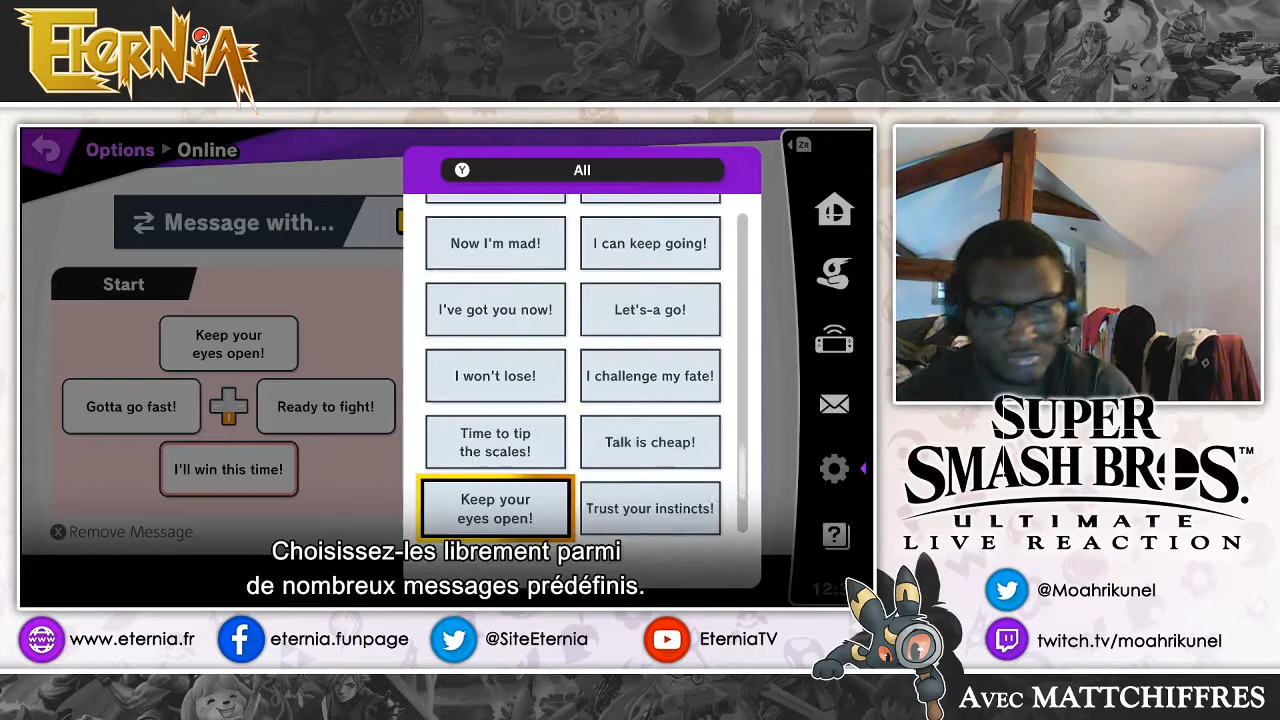 ETERNIA
Options ▸ Online
Message with...
Start
Keep your
eyes open!
Gotta go fast!
Ready to fight!
I'll win this time!
X Remove Message
Y All
Now I'm mad!
I can keep going!
I've got you now!
Let's-a go!
I won't lose!
I challenge my fate!
Time to tip
the scales!
Talk is cheap!
Keep your
eyes open!
Trust your instincts!
ZR
Choisissez-les librement parmi
de nombreux messages prédéfinis.
SUPER
SMASH BROS.™
ULTIMATE
LIVE REACTION
@Moahrikunel
twitch.tv/moahrikunel
www.eternia.fr
eternia.funpage
@SiteEternia
EterniaTV
AVEC MATTCHIFFRES